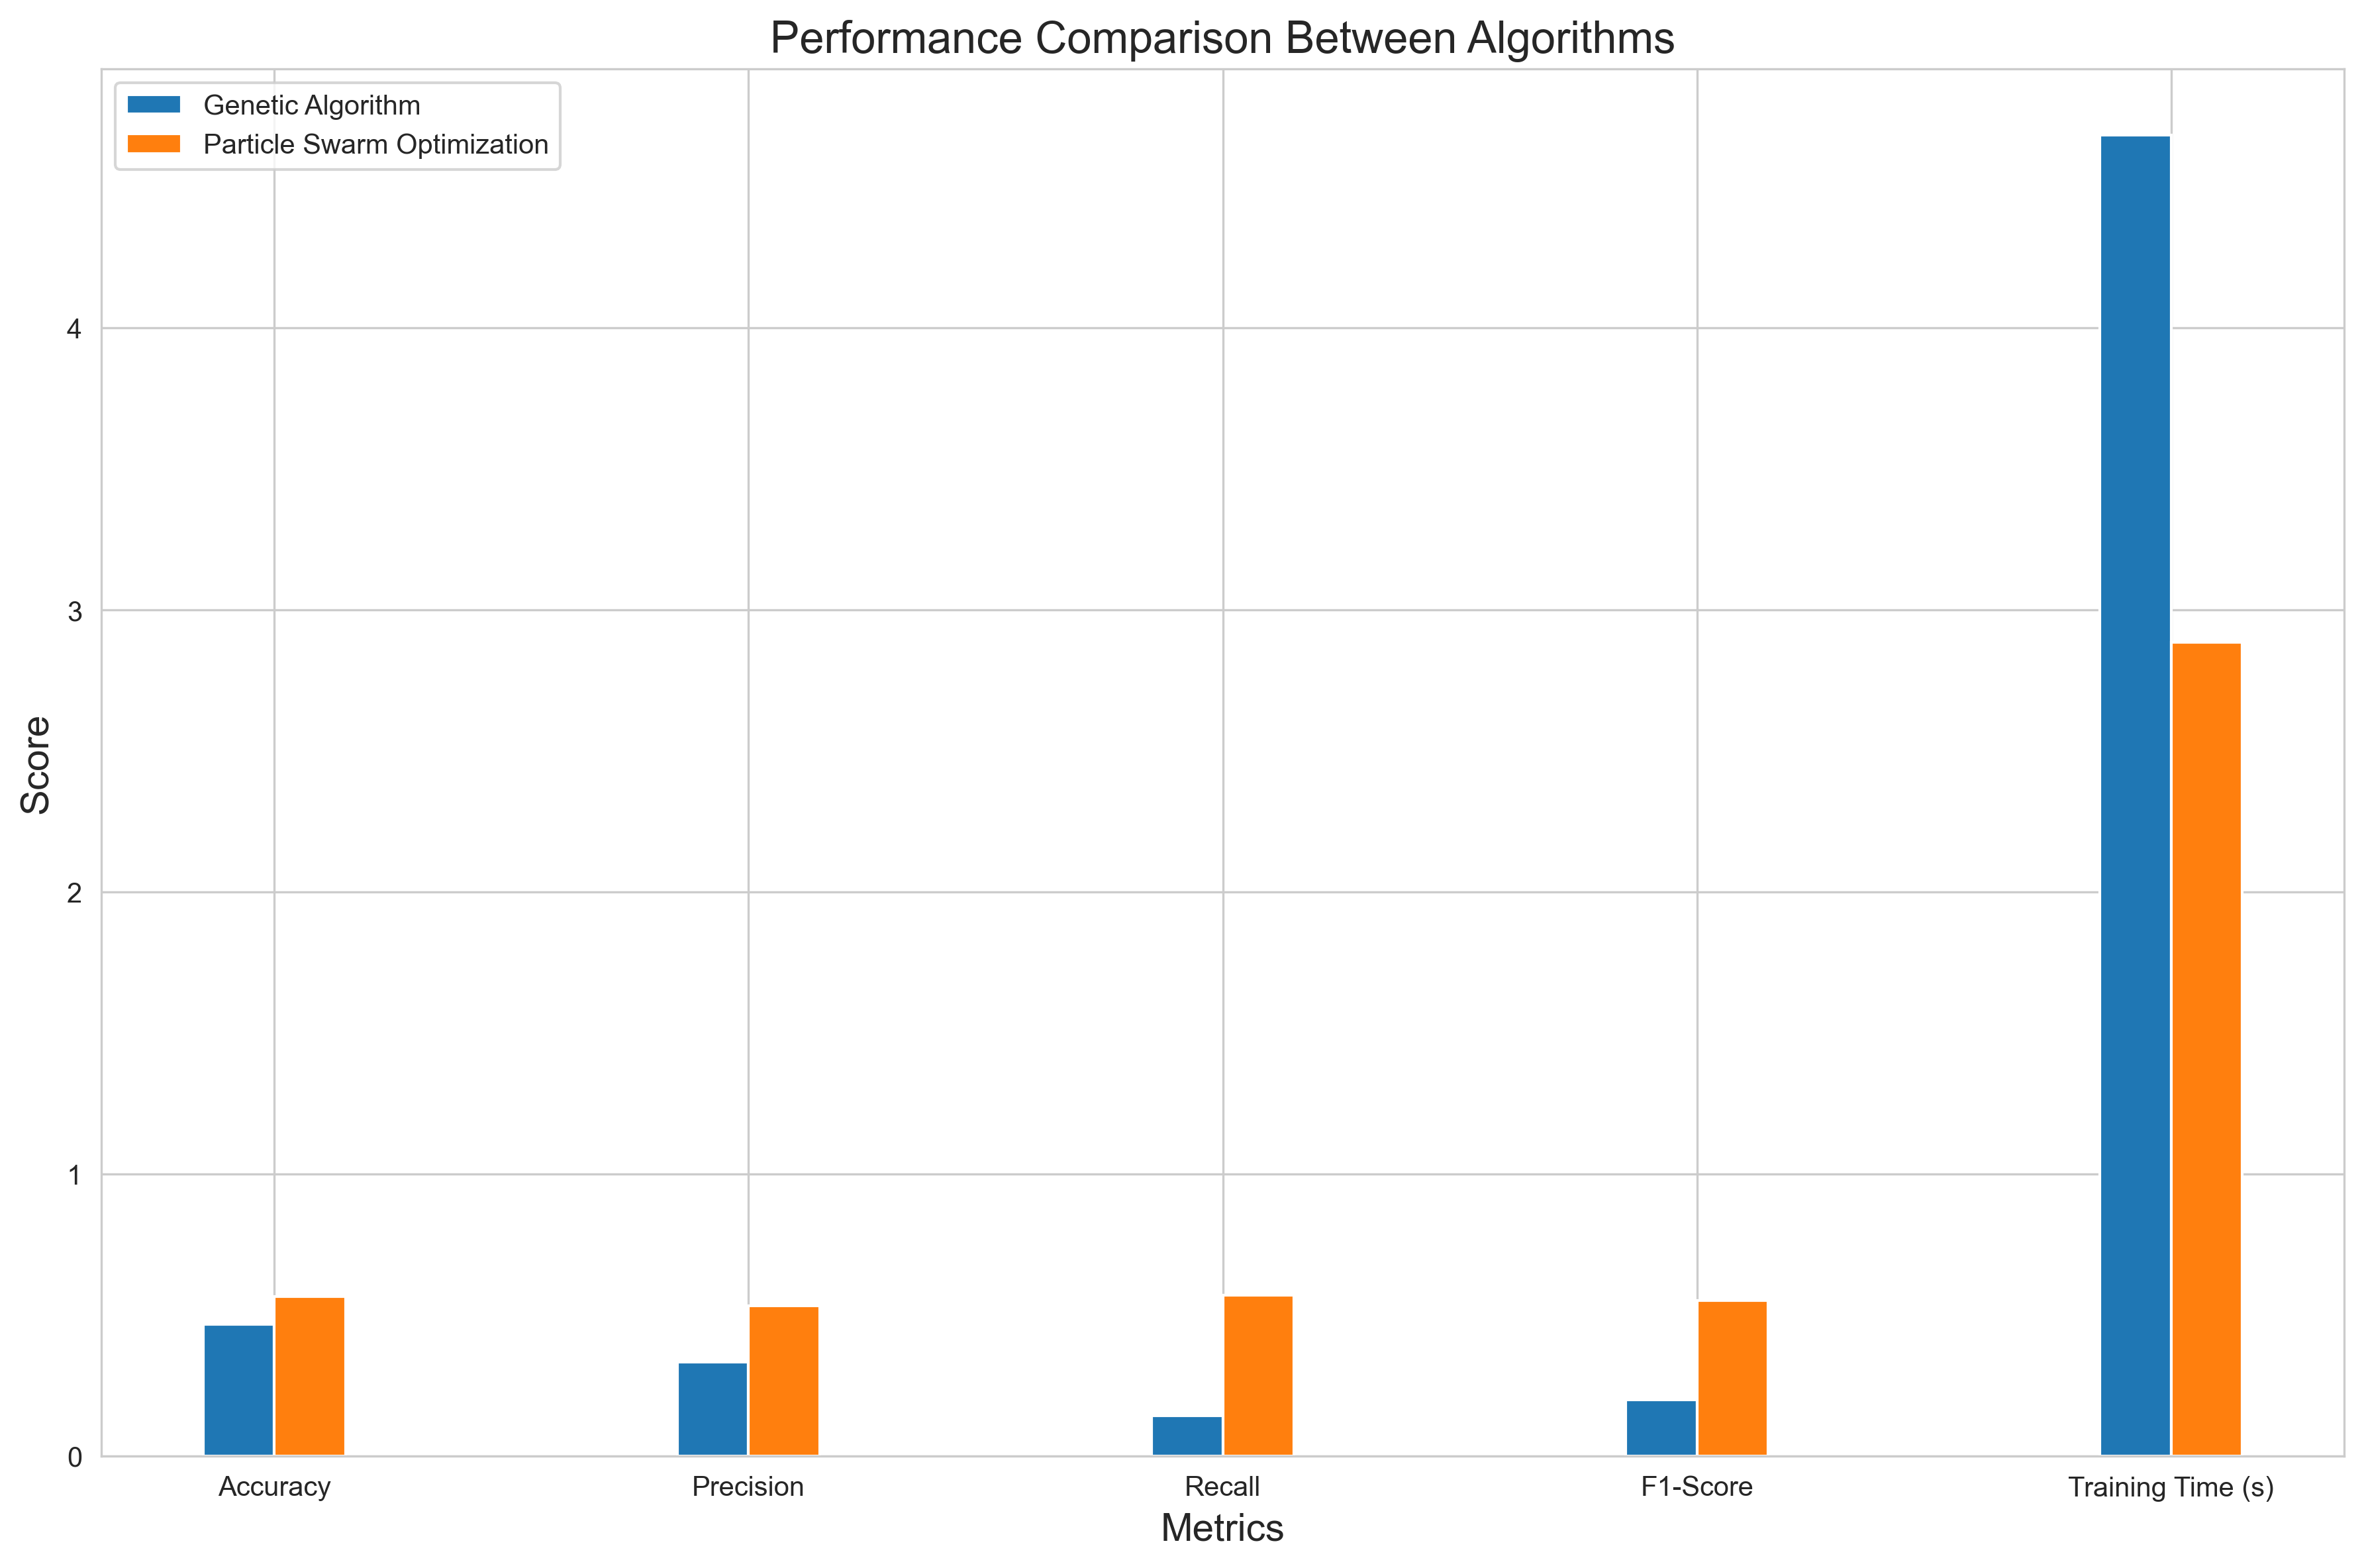 Performance Comparison Between Algorithms
Genetic Algorithm
Particle Swarm Optimization
4
3
2
1
0
Score
Accuracy Precision Recall F1-Score Training Time (s)
Metrics